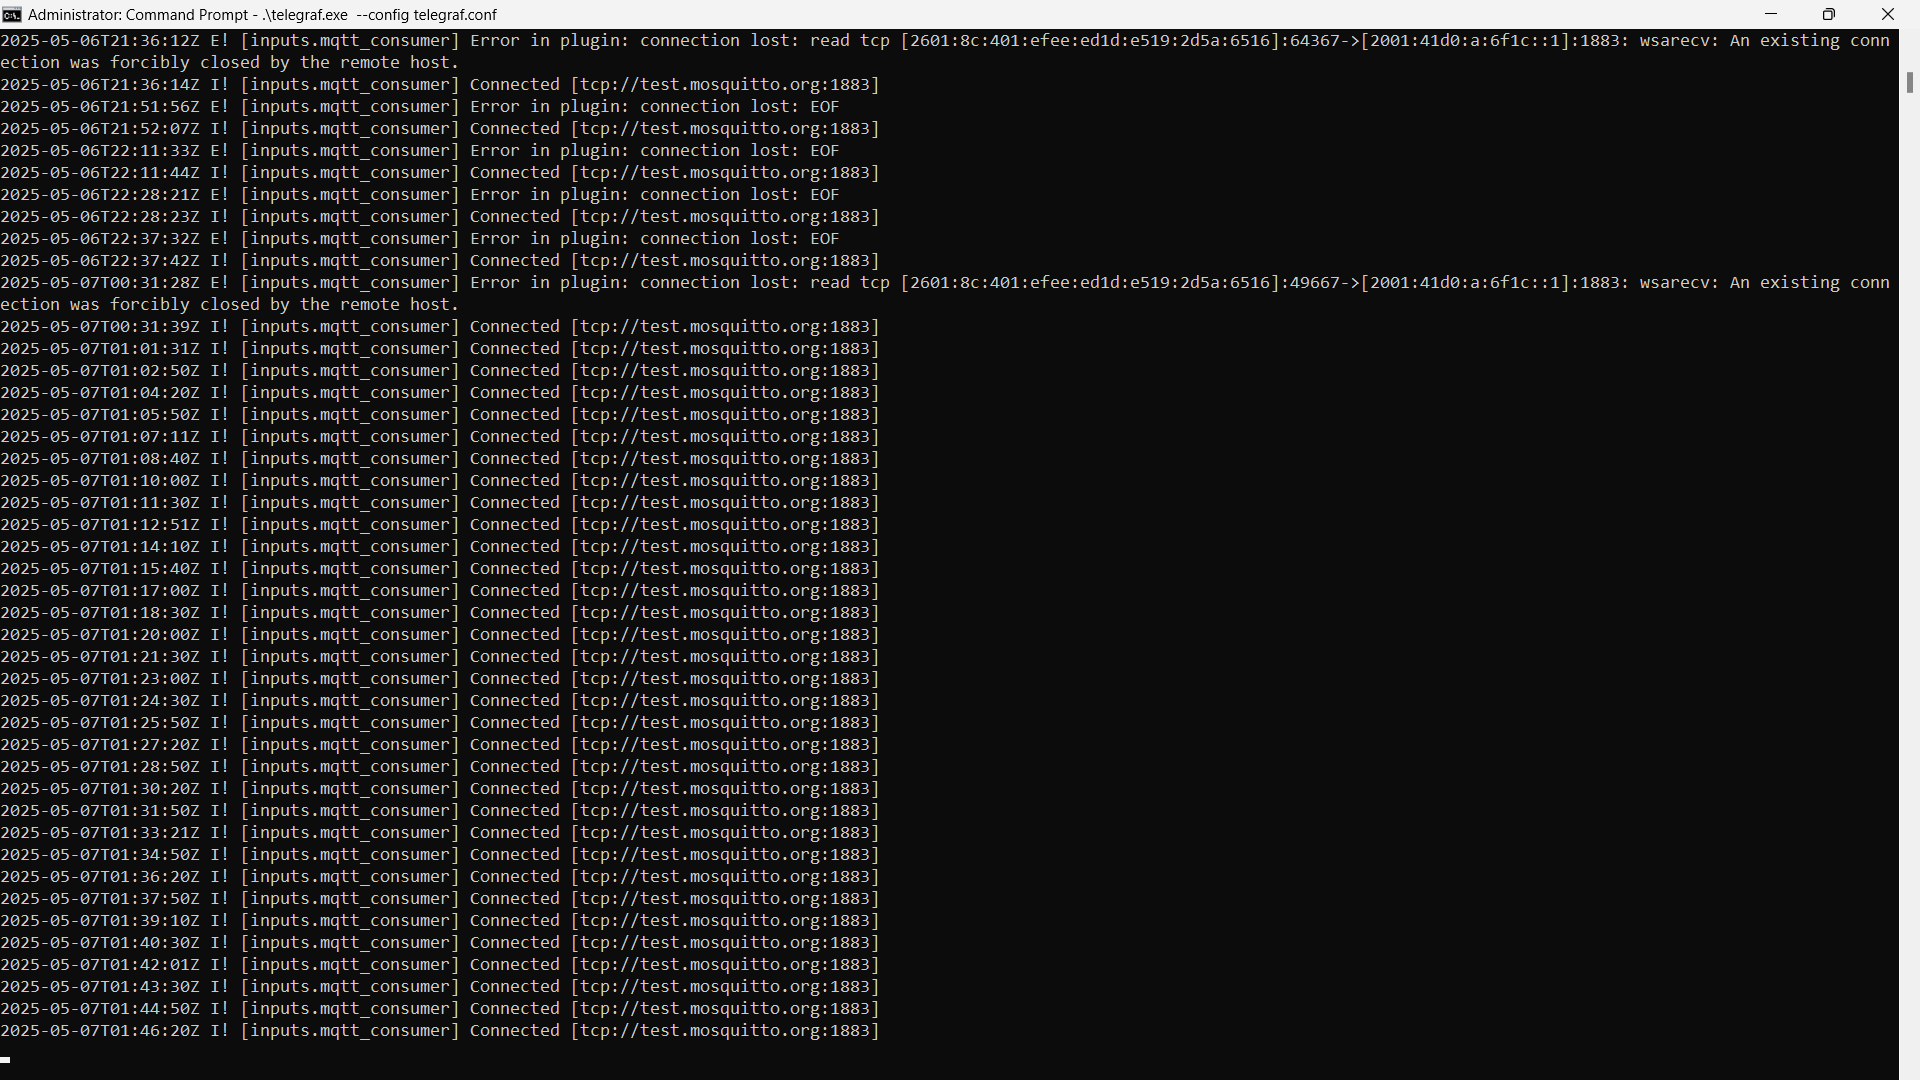 Administrator: Command Prompt - .\telegraf.exe  --config telegraf.conf
2025-05-06T21:36:12Z E! [inputs.mqtt_consumer] Error in plugin: connection lost: read tcp [2601:8c:401:efee:ed1d:e519:2d5a:6516]:64367->[2001:41d0:a:6f1c::1]:1883: wsarecv: An existing conn
ection was forcibly closed by the remote host.
2025-05-06T21:36:14Z I! [inputs.mqtt_consumer] Connected [tcp://test.mosquitto.org:1883]
2025-05-06T21:51:56Z E! [inputs.mqtt_consumer] Error in plugin: connection lost: EOF
2025-05-06T21:52:07Z I! [inputs.mqtt_consumer] Connected [tcp://test.mosquitto.org:1883]
2025-05-06T22:11:33Z E! [inputs.mqtt_consumer] Error in plugin: connection lost: EOF
2025-05-06T22:11:44Z I! [inputs.mqtt_consumer] Connected [tcp://test.mosquitto.org:1883]
2025-05-06T22:28:21Z E! [inputs.mqtt_consumer] Error in plugin: connection lost: EOF
2025-05-06T22:28:23Z I! [inputs.mqtt_consumer] Connected [tcp://test.mosquitto.org:1883]
2025-05-06T22:37:32Z E! [inputs.mqtt_consumer] Error in plugin: connection lost: EOF
2025-05-06T22:37:42Z I! [inputs.mqtt_consumer] Connected [tcp://test.mosquitto.org:1883]
2025-05-07T00:31:28Z E! [inputs.mqtt_consumer] Error in plugin: connection lost: read tcp [2601:8c:401:efee:ed1d:e519:2d5a:6516]:49667->[2001:41d0:a:6f1c::1]:1883: wsarecv: An existing conn
ection was forcibly closed by the remote host.
2025-05-07T00:31:39Z I! [inputs.mqtt_consumer] Connected [tcp://test.mosquitto.org:1883]
2025-05-07T01:01:31Z I! [inputs.mqtt_consumer] Connected [tcp://test.mosquitto.org:1883]
2025-05-07T01:02:50Z I! [inputs.mqtt_consumer] Connected [tcp://test.mosquitto.org:1883]
2025-05-07T01:04:20Z I! [inputs.mqtt_consumer] Connected [tcp://test.mosquitto.org:1883]
2025-05-07T01:05:50Z I! [inputs.mqtt_consumer] Connected [tcp://test.mosquitto.org:1883]
2025-05-07T01:07:11Z I! [inputs.mqtt_consumer] Connected [tcp://test.mosquitto.org:1883]
2025-05-07T01:08:40Z I! [inputs.mqtt_consumer] Connected [tcp://test.mosquitto.org:1883]
2025-05-07T01:10:00Z I! [inputs.mqtt_consumer] Connected [tcp://test.mosquitto.org:1883]
2025-05-07T01:11:30Z I! [inputs.mqtt_consumer] Connected [tcp://test.mosquitto.org:1883]
2025-05-07T01:12:51Z I! [inputs.mqtt_consumer] Connected [tcp://test.mosquitto.org:1883]
2025-05-07T01:14:10Z I! [inputs.mqtt_consumer] Connected [tcp://test.mosquitto.org:1883]
2025-05-07T01:15:40Z I! [inputs.mqtt_consumer] Connected [tcp://test.mosquitto.org:1883]
2025-05-07T01:17:00Z I! [inputs.mqtt_consumer] Connected [tcp://test.mosquitto.org:1883]
2025-05-07T01:18:30Z I! [inputs.mqtt_consumer] Connected [tcp://test.mosquitto.org:1883]
2025-05-07T01:20:00Z I! [inputs.mqtt_consumer] Connected [tcp://test.mosquitto.org:1883]
2025-05-07T01:21:30Z I! [inputs.mqtt_consumer] Connected [tcp://test.mosquitto.org:1883]
2025-05-07T01:23:00Z I! [inputs.mqtt_consumer] Connected [tcp://test.mosquitto.org:1883]
2025-05-07T01:24:30Z I! [inputs.mqtt_consumer] Connected [tcp://test.mosquitto.org:1883]
2025-05-07T01:25:50Z I! [inputs.mqtt_consumer] Connected [tcp://test.mosquitto.org:1883]
2025-05-07T01:27:20Z I! [inputs.mqtt_consumer] Connected [tcp://test.mosquitto.org:1883]
2025-05-07T01:28:50Z I! [inputs.mqtt_consumer] Connected [tcp://test.mosquitto.org:1883]
2025-05-07T01:30:20Z I! [inputs.mqtt_consumer] Connected [tcp://test.mosquitto.org:1883]
2025-05-07T01:31:50Z I! [inputs.mqtt_consumer] Connected [tcp://test.mosquitto.org:1883]
2025-05-07T01:33:21Z I! [inputs.mqtt_consumer] Connected [tcp://test.mosquitto.org:1883]
2025-05-07T01:34:50Z I! [inputs.mqtt_consumer] Connected [tcp://test.mosquitto.org:1883]
2025-05-07T01:36:20Z I! [inputs.mqtt_consumer] Connected [tcp://test.mosquitto.org:1883]
2025-05-07T01:37:50Z I! [inputs.mqtt_consumer] Connected [tcp://test.mosquitto.org:1883]
2025-05-07T01:39:10Z I! [inputs.mqtt_consumer] Connected [tcp://test.mosquitto.org:1883]
2025-05-07T01:40:30Z I! [inputs.mqtt_consumer] Connected [tcp://test.mosquitto.org:1883]
2025-05-07T01:42:01Z I! [inputs.mqtt_consumer] Connected [tcp://test.mosquitto.org:1883]
2025-05-07T01:43:30Z I! [inputs.mqtt_consumer] Connected [tcp://test.mosquitto.org:1883]
2025-05-07T01:44:50Z I! [inputs.mqtt_consumer] Connected [tcp://test.mosquitto.org:1883]
2025-05-07T01:46:20Z I! [inputs.mqtt_consumer] Connected [tcp://test.mosquitto.org:1883]